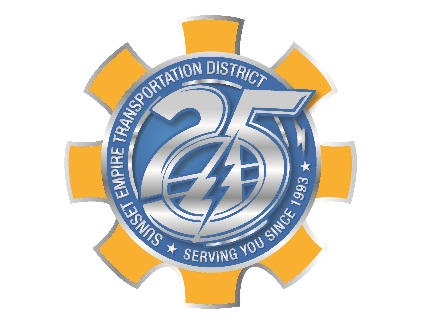 SUNSET EMPIRE TRANSPORTATION DISTRICT
25
SERVING YOU SINCE 1993